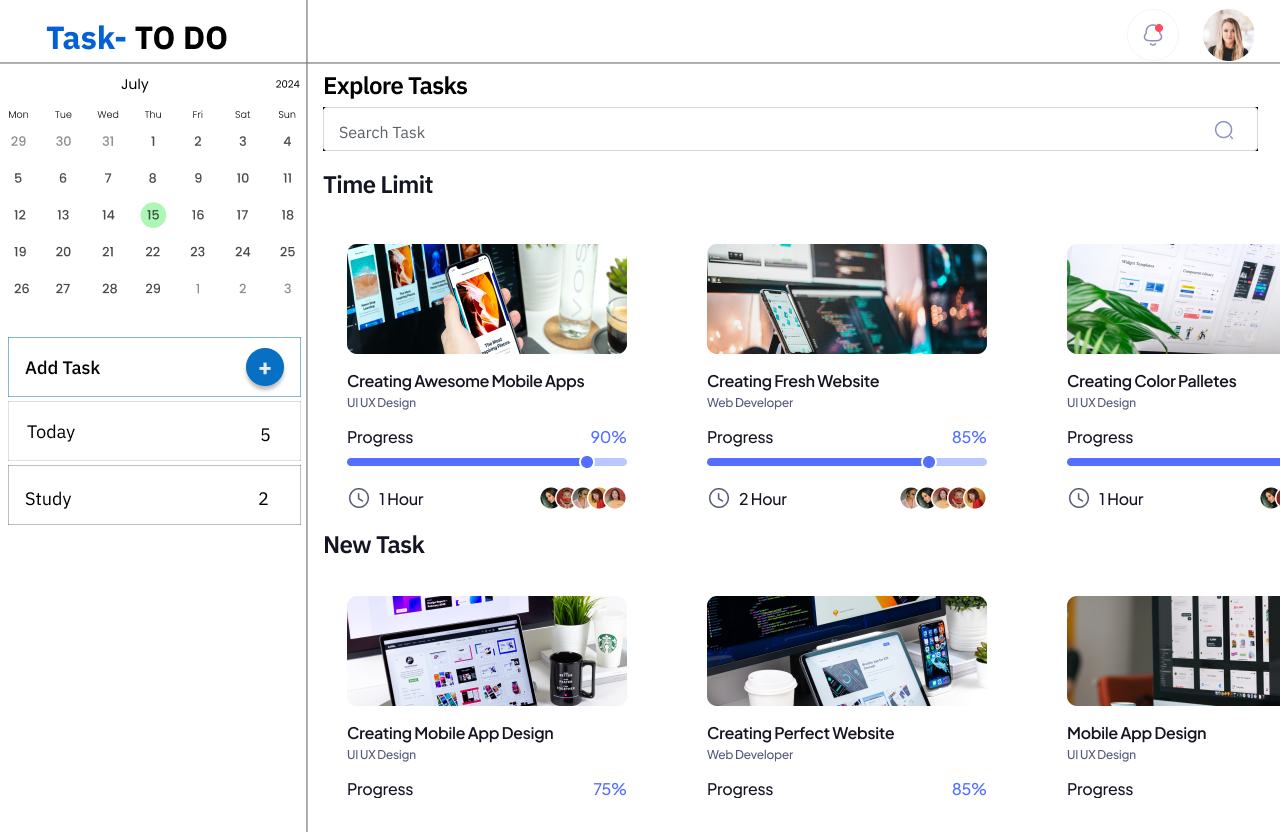 Task- TO DO
July 2024
Mon Tue Wed Thu Fri Sat Sun
29 30 31 1 2 3 4
5 6 7 8 9 10 11
12 13 14 15 16 17 18
19 20 21 22 23 24 25
26 27 28 29 1 2 3
Add Task +
Today 5
Study 2
Explore Tasks
Search Task
Time Limit
Creating Awesome Mobile Apps
UI UX Design
Progress 90%
1 Hour
Creating Fresh Website
Web Developer
Progress 85%
2 Hour
Widget Templates
Component Library
Creating Color Palletes
UI UX Design
Progress
1 Hour
New Task
Creating Mobile App Design
UI UX Design
Progress 75%
Creating Perfect Website
Web Developer
Progress 85%
Mobile App Design
UI UX Design
Progress